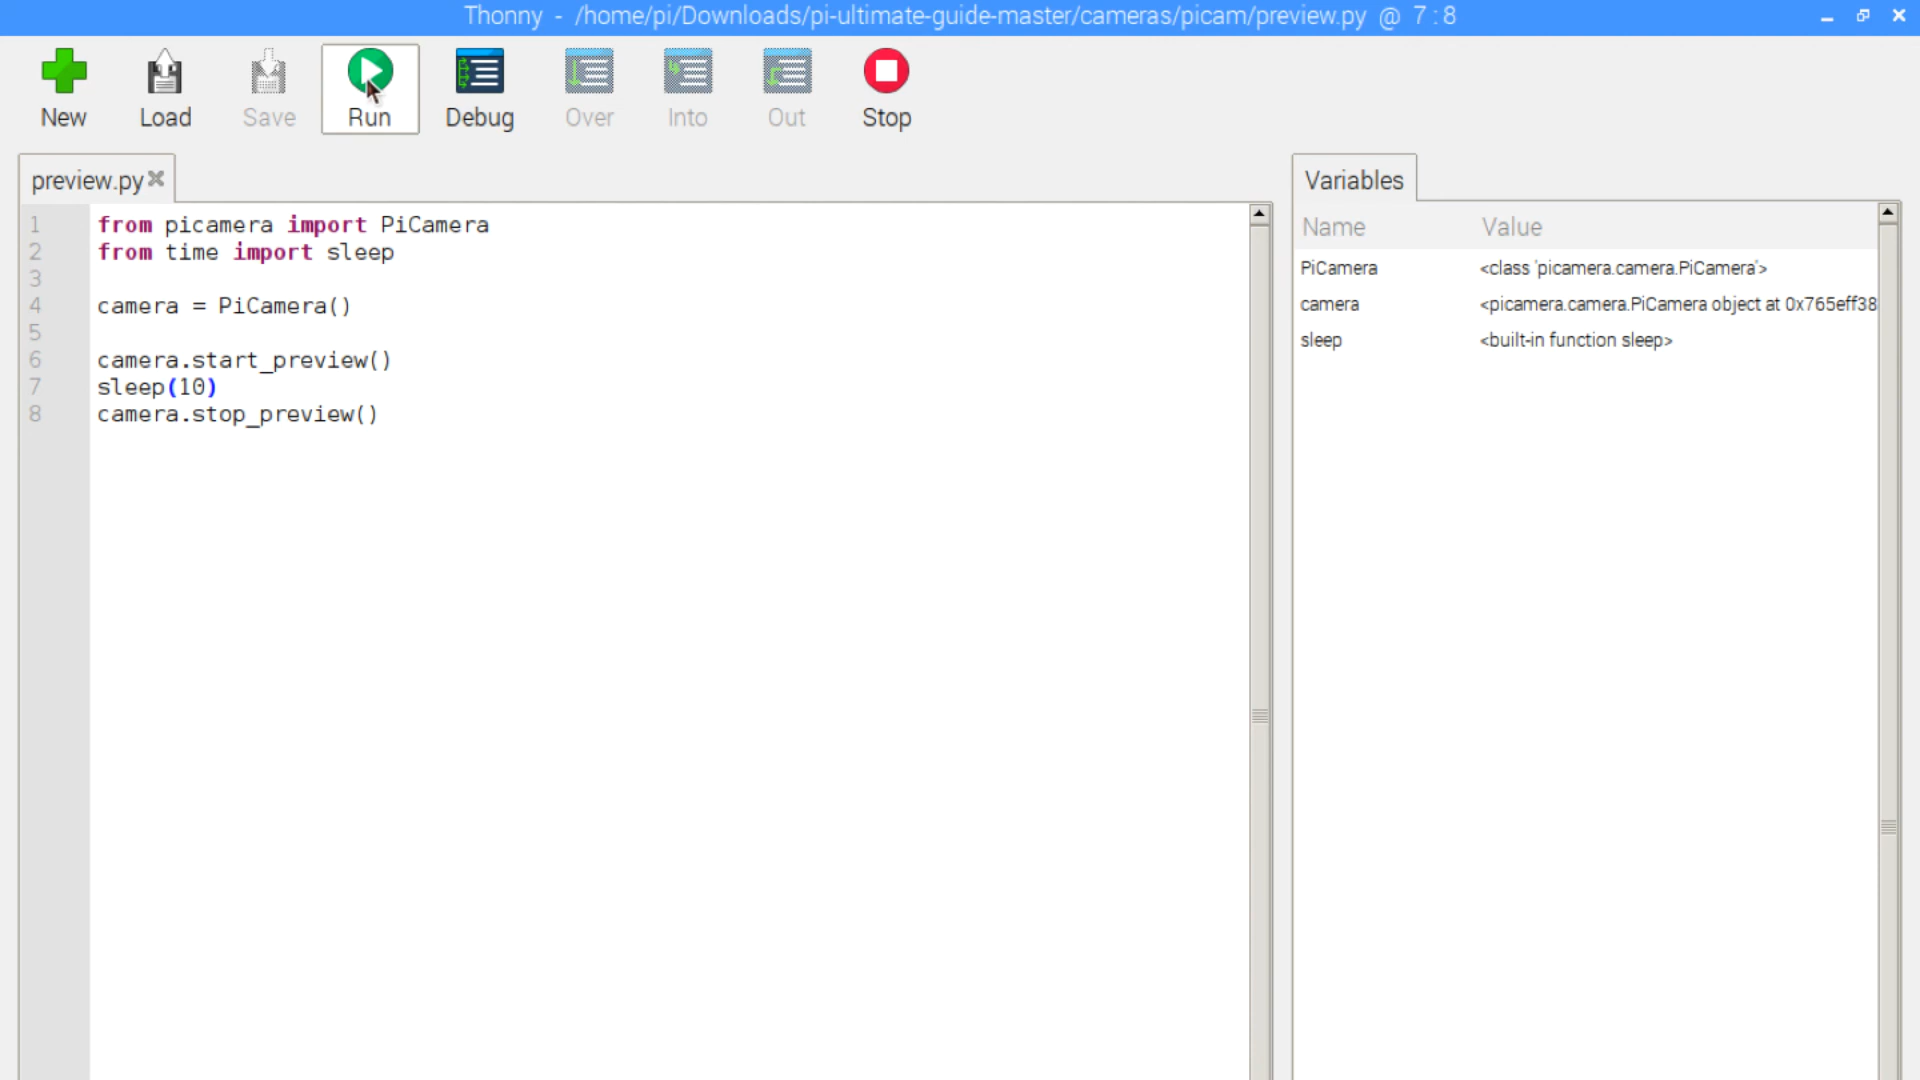 Thonny - /home/pi/Downloads/pi-ultimate-guide-master/cameras/picam/preview.py @ 7 : 8
New Load Save Run Debug Over Into Out Stop
preview.py
1 from picamera import PiCamera
2 from time import sleep
3
4 camera = PiCamera()
5
6 camera.start_preview()
7 sleep(10)
8 camera.stop_preview()
Variables
Name Value
PiCamera <class 'picamera.camera.PiCamera'>
camera <picamera.camera.PiCamera object at 0x765eff38
sleep <built-in function sleep>